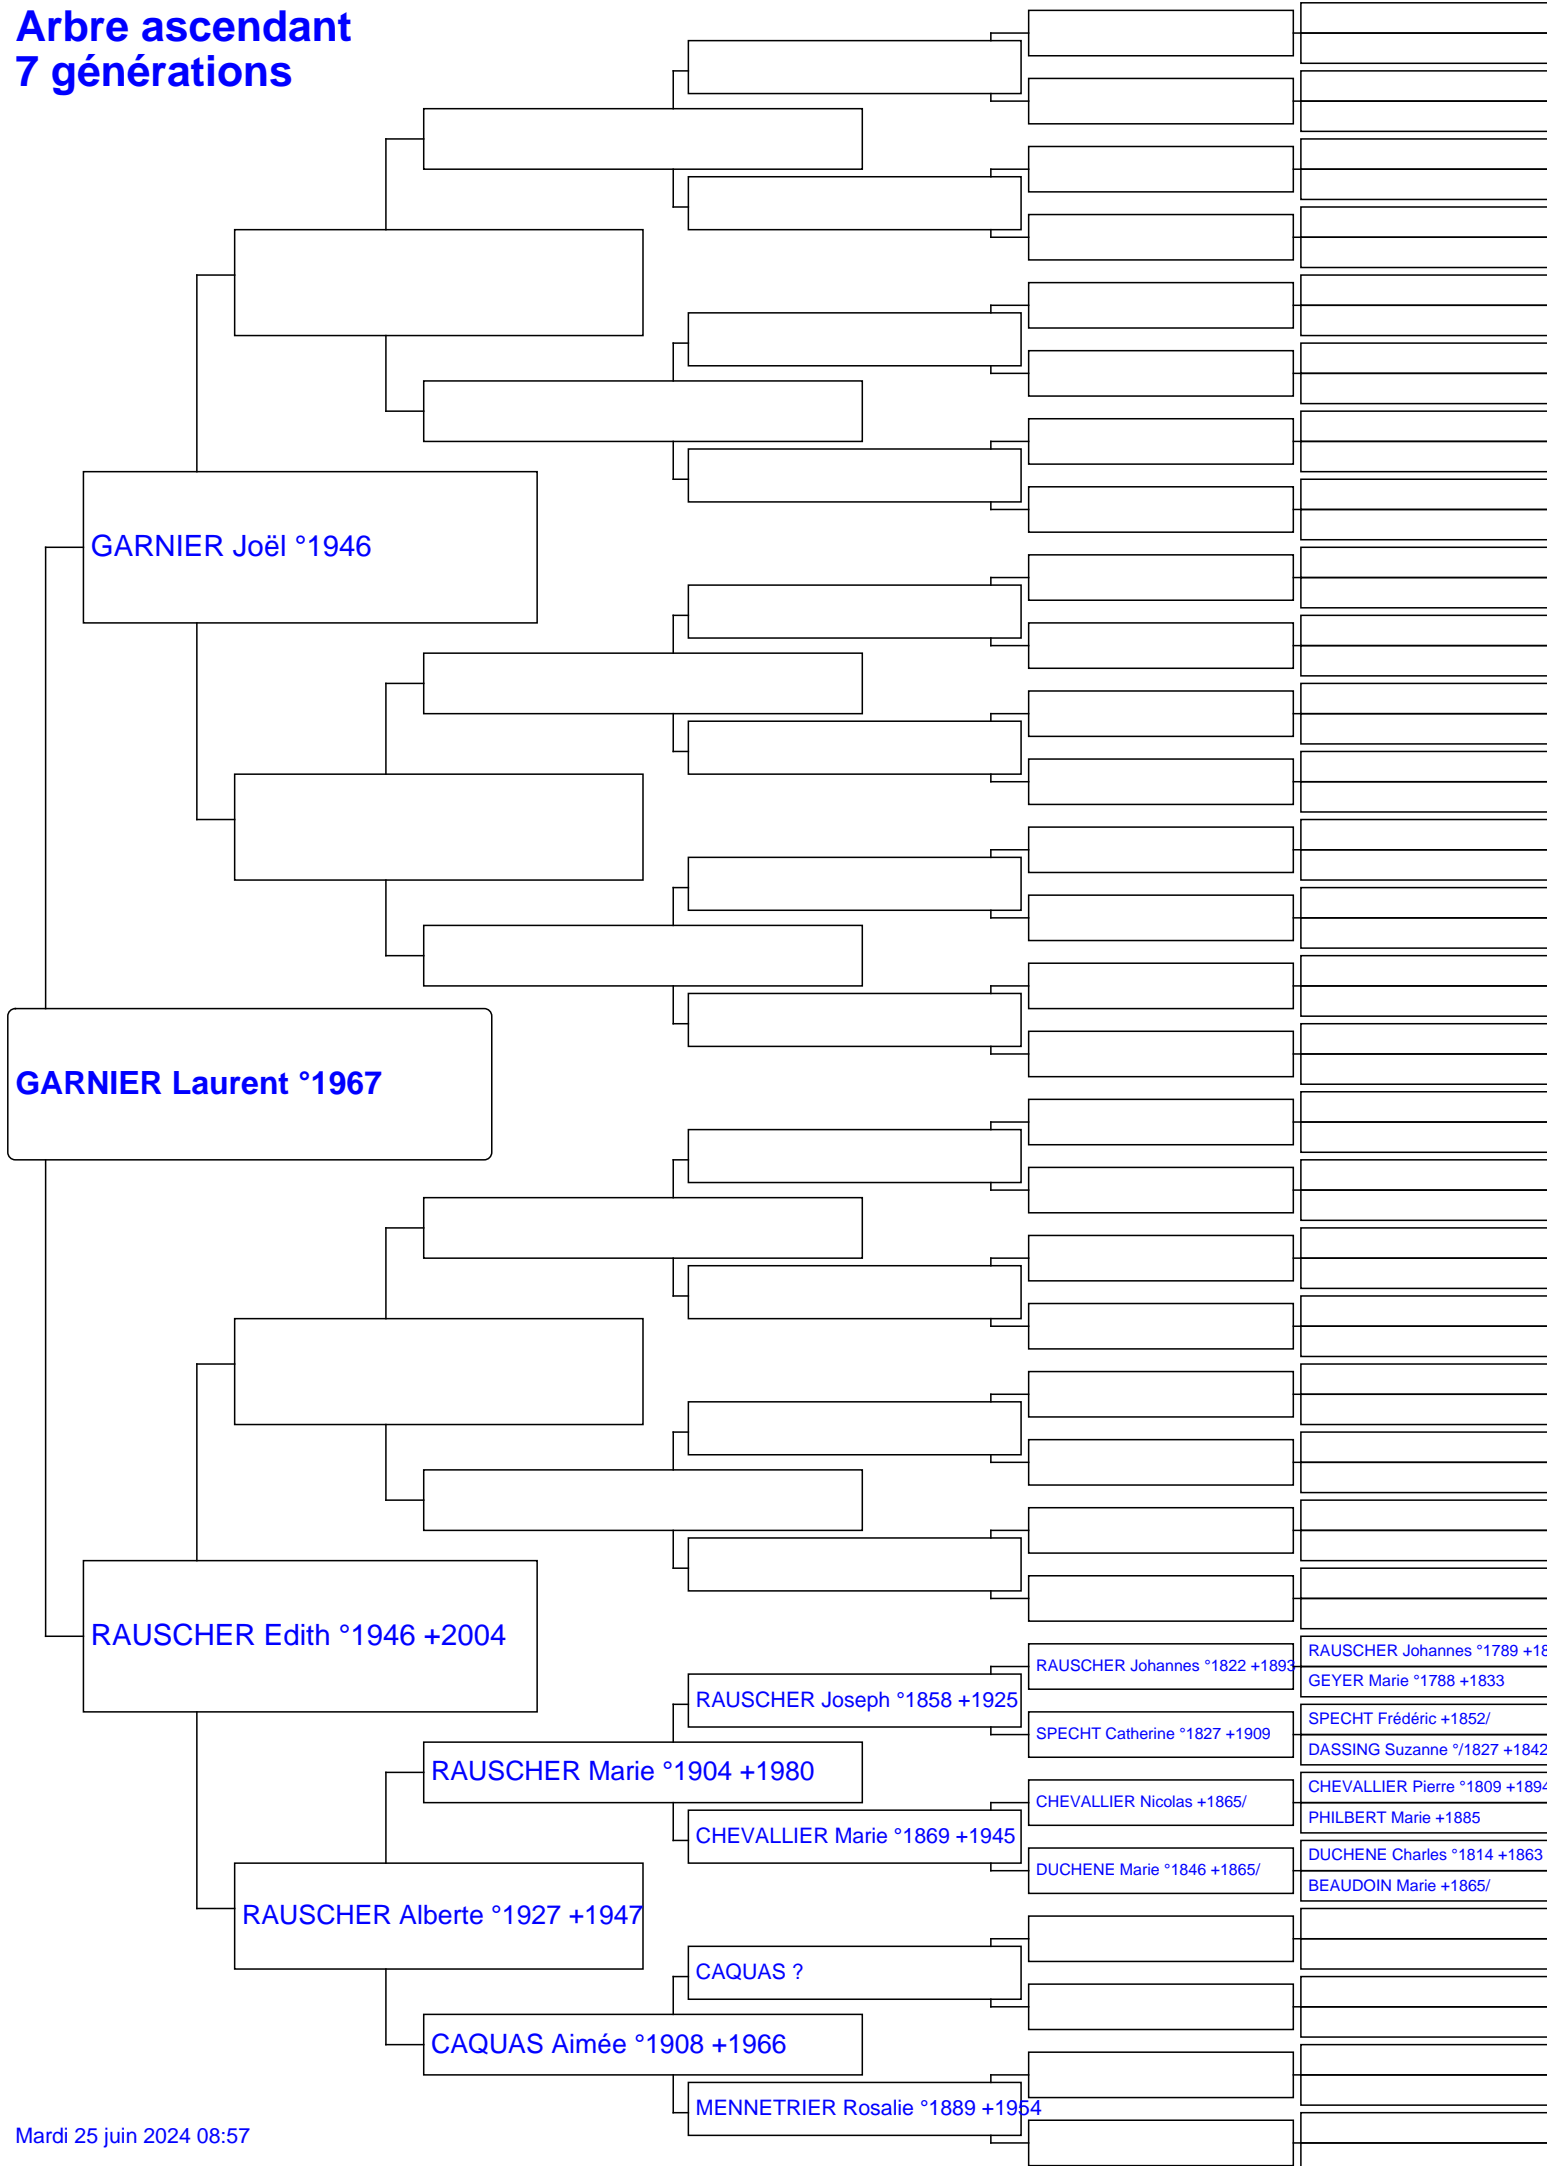 Arbre ascendant
7 générations
GARNIER Joël °1946
GARNIER Laurent °1967
RAUSCHER Edith °1946 +2004
RAUSCHER Johannes °1789 +18
RAUSCHER Johannes °1822 +1893
GEYER Marie °1788 +1833
RAUSCHER Joseph °1858 +1925
SPECHT Frédéric +1852/
SPECHT Catherine °1827 +1909
DASSING Suzanne °/1827 +1842
RAUSCHER Marie °1904 +1980
CHEVALLIER Pierre °1809 +1894
CHEVALLIER Nicolas +1865/
PHILBERT Marie +1885
CHEVALLIER Marie °1869 +1945
DUCHENE Charles °1814 +1863
DUCHENE Marie °1846 +1865/
BEAUDOIN Marie +1865/
RAUSCHER Alberte °1927 +1947
CAQUAS ?
CAQUAS Aimée °1908 +1966
MENNETRIER Rosalie °1889 +1954
Mardi 25 juin 2024 08:57